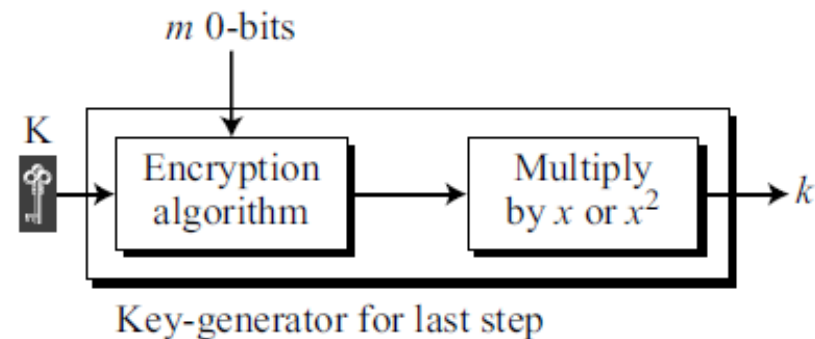 m 0-bits
K
Encryption
algorithm
Multiply
by x or x²
k
Key-generator for last step